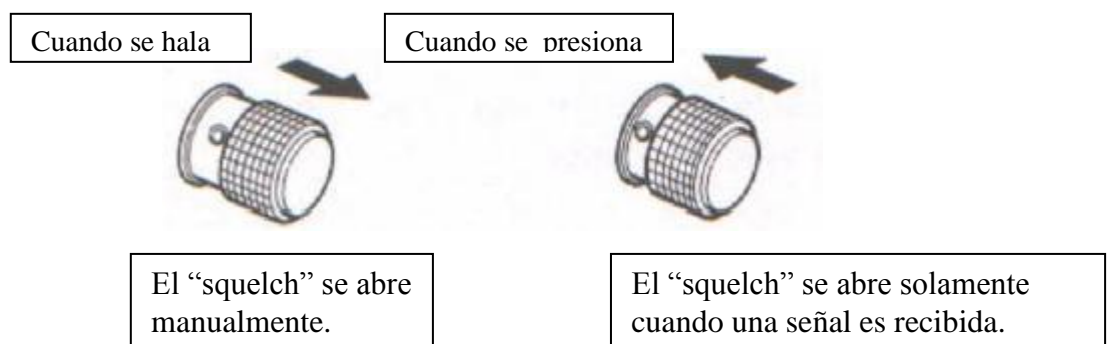 Cuando se hala
Cuando se presiona
El “squelch” se abre
manualmente.
El “squelch” se abre solamente
cuando una señal es recibida.